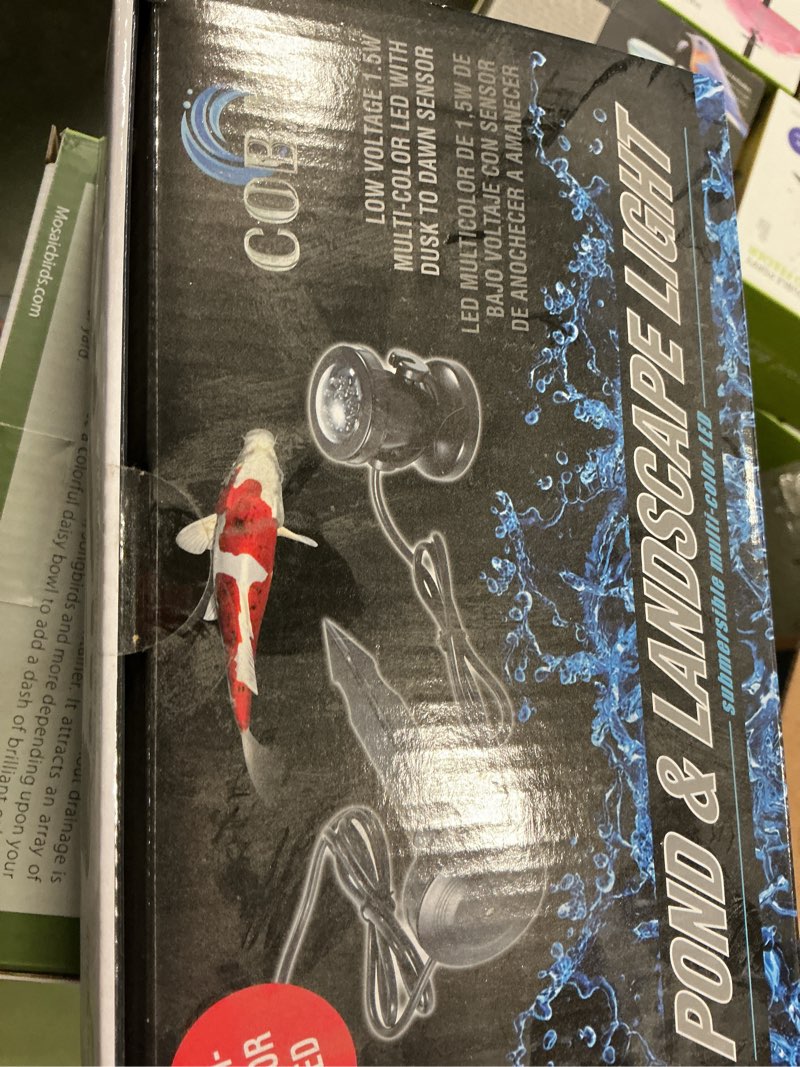 COB
LOW VOLTAGE 1.5W
MULTI-COLOR LED WITH
DUSK TO DAWN SENSOR
LED MULTICOLOR DE 1.5W DE
BAJO VOLTAJE CON SENSOR
DE ANOCHECER A AMANECER
POND & LANDSCAPE LIGHT
submersible multi-color LED
Mosaicbirds.com
drainage is
It attracts an array of
songbirds and more depending upon your
a colorful daisy bowl to add a dash of brilliant